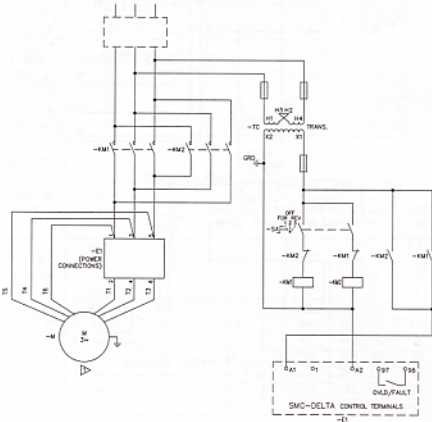 H3 H2
H1 H4
-TC TRANS.
X2 X1
GRD.
-KM1 -KM2
OFF
FOR REV
-SA1
-E1
(POWER
CONNECTIONS)
-KM2 -KM1 -KM2
-KM1 -KM2
T5 T4 T6 T1 T2 T3
M
3~
-M
A1 1 A2 97 98
OVLD/FAULT
SMC-DELTA CONTROL TERMINALS
-E1